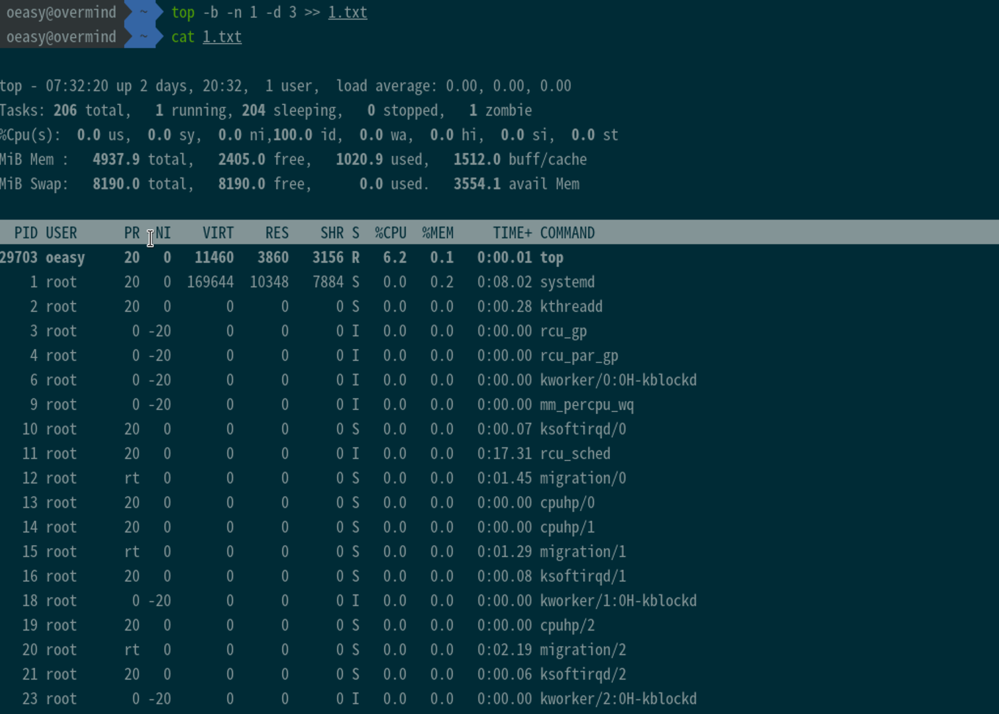 oeasy@overmind ~ top -b -n 1 -d 3 >> 1.txt
oeasy@overmind ~ cat 1.txt
top - 07:32:20 up 2 days, 20:32,  1 user,  load average: 0.00, 0.00, 0.00
Tasks: 206 total,   1 running, 204 sleeping,   0 stopped,   1 zombie
%Cpu(s):  0.0 us,  0.0 sy,  0.0 ni,100.0 id,  0.0 wa,  0.0 hi,  0.0 si,  0.0 st
MiB Mem :   4937.9 total,   2405.0 free,   1020.9 used,   1512.0 buff/cache
MiB Swap:   8190.0 total,   8190.0 free,      0.0 used.   3554.1 avail Mem
PID USER      PR  NI    VIRT    RES    SHR S  %CPU  %MEM     TIME+ COMMAND
29703 oeasy     20   0   11460   3860   3156 R   6.2   0.1   0:00.01 top
1 root      20   0  169644  10348   7884 S   0.0   0.2   0:08.02 systemd
2 root      20   0       0      0      0 S   0.0   0.0   0:00.28 kthreadd
3 root       0 -20       0      0      0 I   0.0   0.0   0:00.00 rcu_gp
4 root       0 -20       0      0      0 I   0.0   0.0   0:00.00 rcu_par_gp
6 root       0 -20       0      0      0 I   0.0   0.0   0:00.00 kworker/0:0H-kblockd
9 root       0 -20       0      0      0 I   0.0   0.0   0:00.00 mm_percpu_wq
10 root      20   0       0      0      0 S   0.0   0.0   0:00.07 ksoftirqd/0
11 root      20   0       0      0      0 I   0.0   0.0   0:17.31 rcu_sched
12 root      rt   0       0      0      0 S   0.0   0.0   0:01.45 migration/0
13 root      20   0       0      0      0 S   0.0   0.0   0:00.00 cpuhp/0
14 root      20   0       0      0      0 S   0.0   0.0   0:00.00 cpuhp/1
15 root      rt   0       0      0      0 S   0.0   0.0   0:01.29 migration/1
16 root      20   0       0      0      0 S   0.0   0.0   0:00.08 ksoftirqd/1
18 root       0 -20       0      0      0 I   0.0   0.0   0:00.00 kworker/1:0H-kblockd
19 root      20   0       0      0      0 S   0.0   0.0   0:00.00 cpuhp/2
20 root      rt   0       0      0      0 S   0.0   0.0   0:02.19 migration/2
21 root      20   0       0      0      0 S   0.0   0.0   0:00.06 ksoftirqd/2
23 root       0 -20       0      0      0 I   0.0   0.0   0:00.00 kworker/2:0H-kblockd